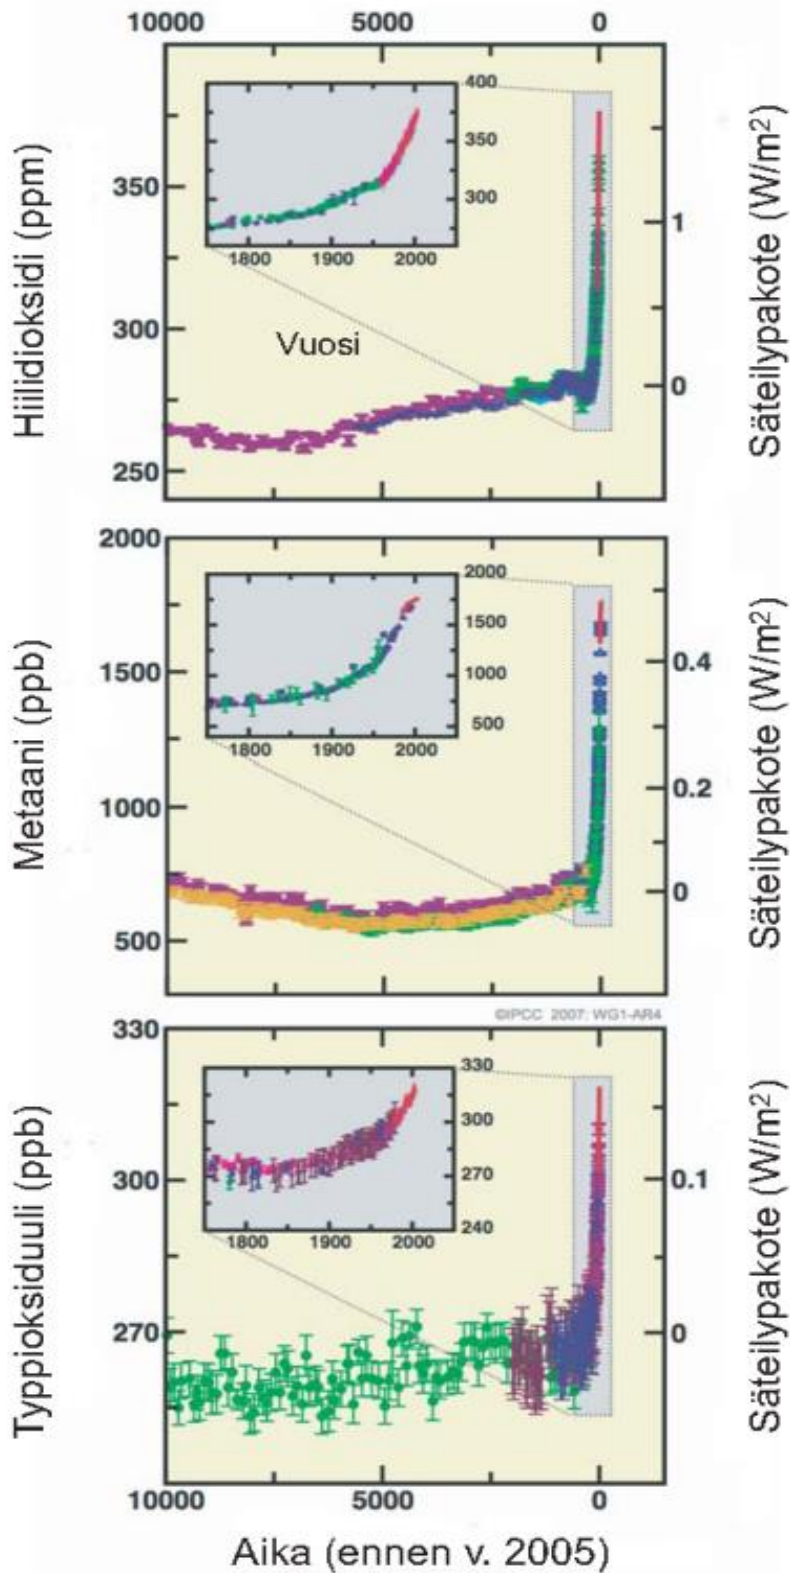 10000 5000 0
Hiilidioksidi (ppm)
350
300
250
400
350
300
1800 1900 2000
Vuosi
1
0
Säteilypakote (W/m²)
Metaani (ppb)
2000
1500
1000
500
2000
1500
1000
500
1800 1900 2000
0.4
0.2
0
Säteilypakote (W/m²)
©IPCC 2007: WG1-AR4
Typpioksiduuli (ppb)
330
300
270
330
300
270
240
1800 1900 2000
0.1
0
Säteilypakote (W/m²)
10000 5000 0
Aika (ennen v. 2005)